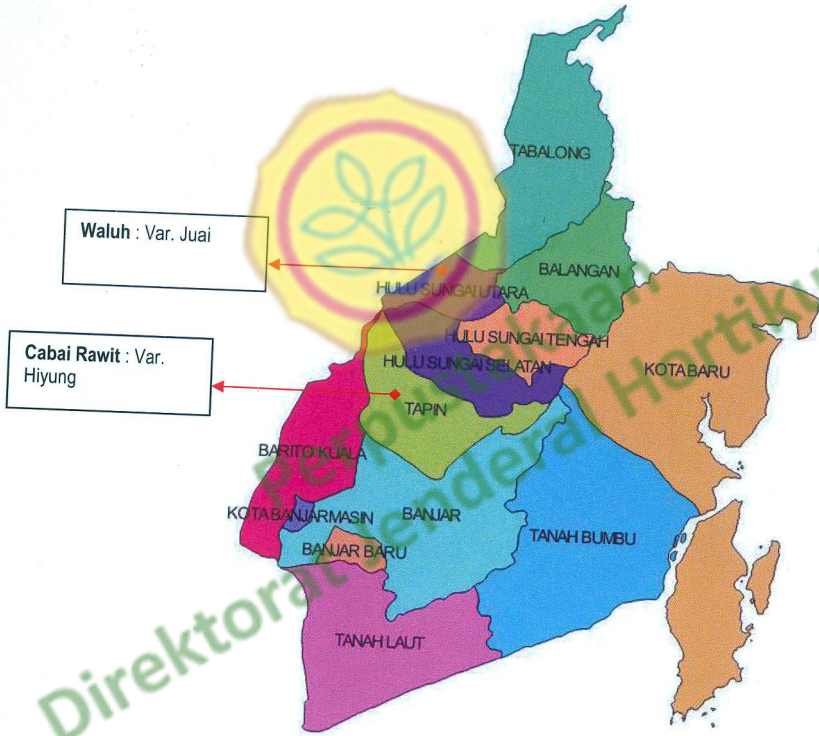 TABALONG
Waluh : Var. Juai
BALANGAN
HULU SUNGAI UTARA
HULU SUNGAI TENGAH
Cabai Rawit : Var.
Hiyung
HULU SUNGAI SELATAN
KOTA BARU
TAPIN
BARITO KUALA
KOTA BANJARMASIN
BANJAR
TANAH BUMBU
BANJAR BARU
TANAH LAUT
Perpustakaan
Direktorat Jenderal Hortiku